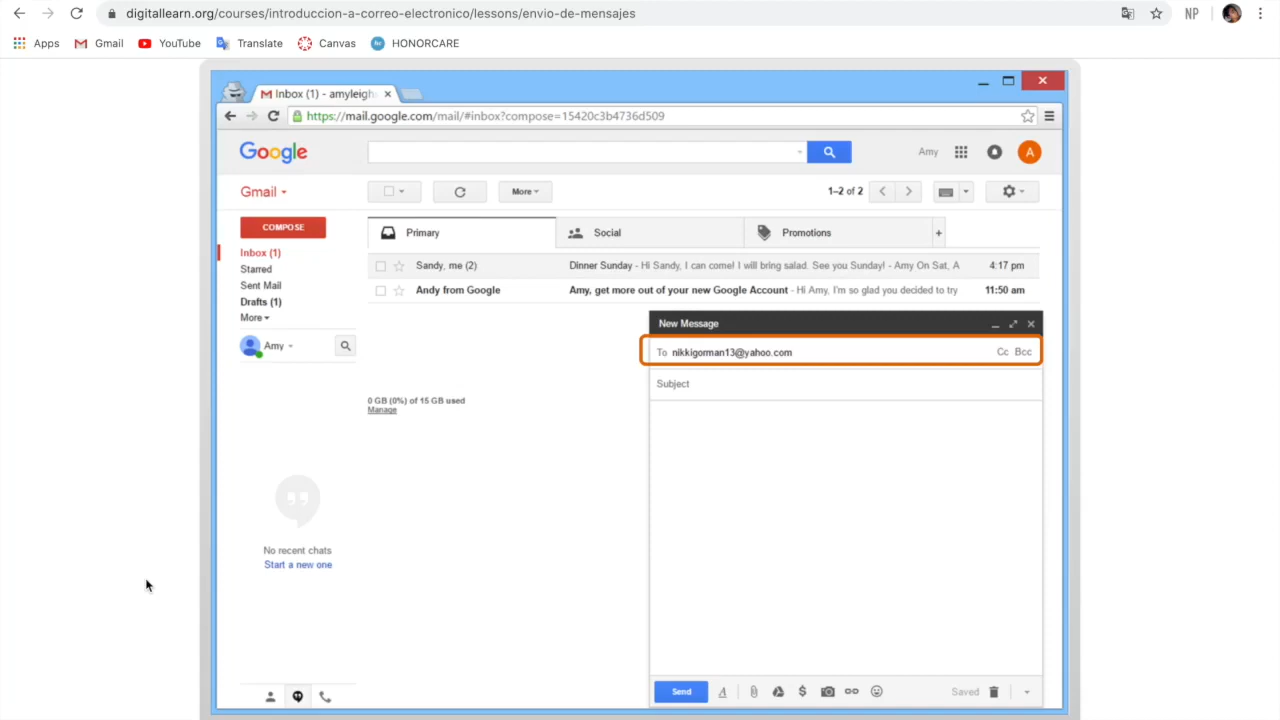 digitallearn.org/courses/introduccion-a-correo-electronico/lessons/envio-de-mensajes NP
Apps Gmail YouTube Translate Canvas HONORCARE
Inbox (1) - amyleigh
https://mail.google.com/mail/#inbox?compose=15420c3b4736d509
Google Amy A
Gmail More 1–2 of 2
COMPOSE
Primary Social Promotions +
Inbox (1)
Starred
Sent Mail
Drafts (1)
More
Amy
Sandy, me (2) Dinner Sunday - Hi Sandy, I can come! I will bring salad. See you Sunday! - Amy On Sat, A 4:17 pm
Andy from Google Amy, get more out of your new Google Account - Hi Amy, I'm so glad you decided to try 11:50 am
0 GB (0%) of 15 GB used
Manage
No recent chats
Start a new one
New Message
To nikkigorman13@yahoo.com Cc Bcc
Subject
Send A $ Saved